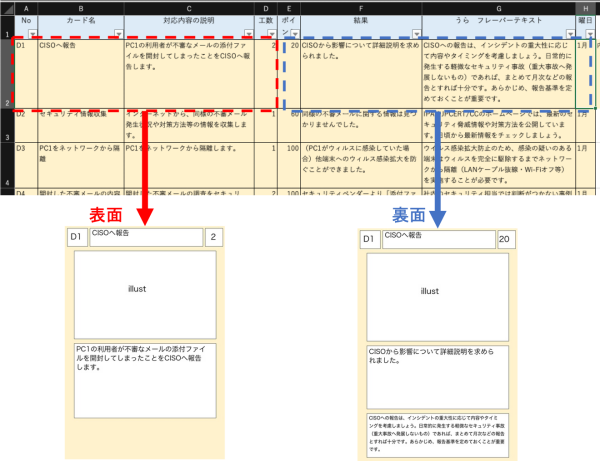 A B C D E F G H
No カード名 対応内容の説明 工数 ポイン 結果 うら フレーバーテキスト 曜日
1
D1 CISOへ報告 PC1の利用者が不審なメールの添付ファ 2 20 CISOから影響について詳細説明を求め CISOへの報告は、インシデントの重大性に応じ 1月
イルを開封してしまったことをCISOへ報 られました。 て内容やタイミングを考慮しましょう。日常的に
告します。 発生する軽微なセキュリティ事故（重大事故へ発
展しないもの）であれば、まとめて月次などの報
告とすれば十分です。あらかじめ、報告基準を定
2 めておくことが重要です。
D2 セキュリティ情報収集 インターネットから、同様の不審メール 1 60 同様の不審メールに関する情報は見つ IPAやJPCERT/CCのホームページでは、最新のセ 1月
発生状況や対策方法等の情報を収集しま かりませんでした。 キュリティ脅威情報や対策方法を公開していま
3 す。 す。日頃から最新情報をチェックしましょう。
D3 PC1をネットワークから隔 PC1をネットワークから隔離します。 1 100 （PC1がウィルスに感染していた場 ウィルス感染拡大防止のため、感染の疑いのある 1月
離 合）他端末へのウィルス感染拡大を防 端末はウィルスを完全に駆除するまでネットワー
ぐことができました。 クから隔離（LANケーブル抜線・Wi-Fiオフ等）
4 を実施することが必要です。
D4 開封した不審メールの内容 開封した不審メールの調査をセキュリ 2 100 セキュリティベンダーより「添付ファ 社内のセキュリティ担当では判断がつかない事例 1月
表面 裏面
D1 CISOへ報告 2
illust
PC1の利用者が不審なメールの添付ファイ
ルを開封してしまったことをCISOへ報告
します。
D1 CISOへ報告 20
illust
CISOから影響について詳細説明を求めら
れました。
CISOへの報告は、インシデントの重大性に応じて内容やタイミ
ングを考慮しましょう。日常的に発生する軽微なセキュリティ事故
（重大事故へ発展しないもの）であれば、まとめて月次などの報告
とすれば十分です。あらかじめ、報告基準を定めておくことが重要
です。